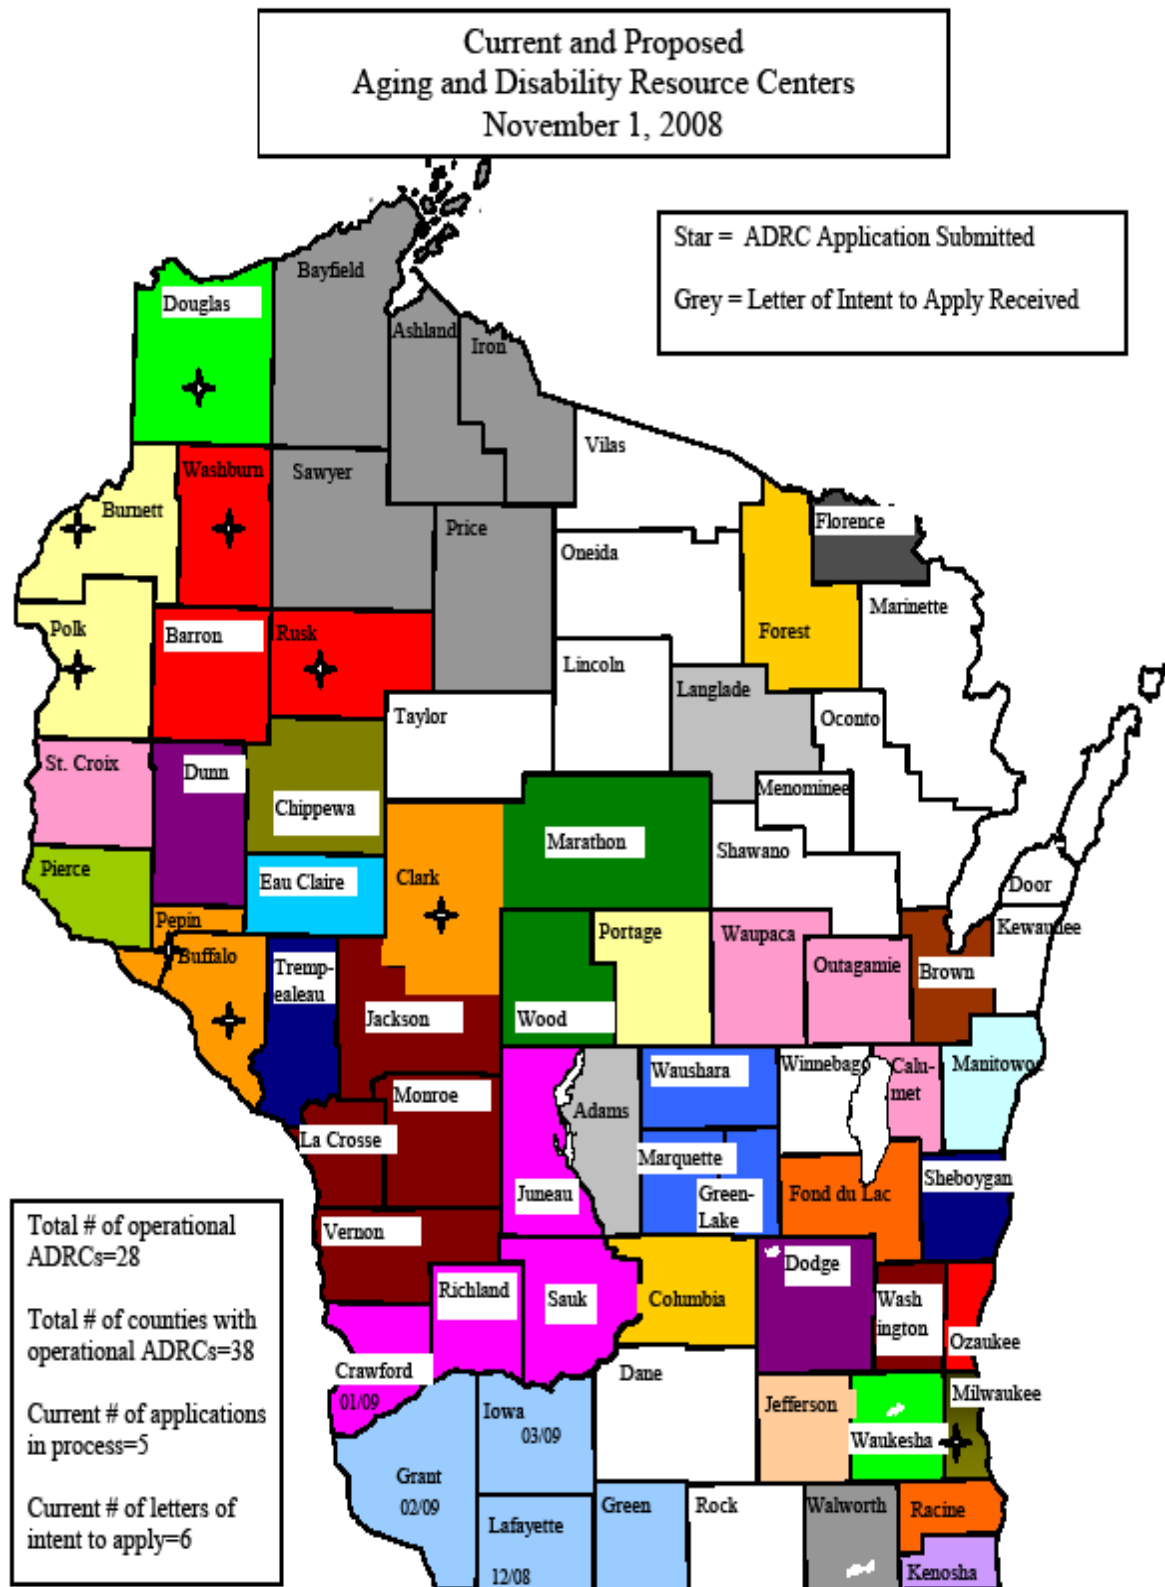 Current and Proposed
Aging and Disability Resource Centers
November 1, 2008
Star = ADRC Application Submitted
Grey = Letter of Intent to Apply Received
Bayfield
Douglas
Ashland
Iron
Vilas
Washburn
Sawyer
Burnett
Price
Florence
Oneida
Marinette
Polk
Barron
Rusk
Forest
Lincoln
Langlade
Taylor
Oconto
St. Croix
Dunn
Chippewa
Menominee
Marathon
Shawano
Pierce
Eau Claire
Clark
Door
Pepin
Portage
Waupaca
Kewaunee
Buffalo
Tremp-
ealeau
Outagamie
Brown
Jackson
Wood
Waushara
Winnebago
Calu-
met
Manitowoc
Monroe
Adams
La Crosse
Marquette
Juneau
Green-
Lake
Fond du Lac
Sheboygan
Vernon
Dodge
Richland
Sauk
Columbia
Wash
ington
Ozaukee
Crawford
01/09
Dane
Iowa
03/09
Jefferson
Milwaukee
Waukesha
Grant
02/09
Lafayette
12/08
Green
Rock
Walworth
Racine
Kenosha
Total # of operational
ADRCs=28
Total # of counties with
operational ADRCs=38
Current # of applications
in process=5
Current # of letters of
intent to apply=6